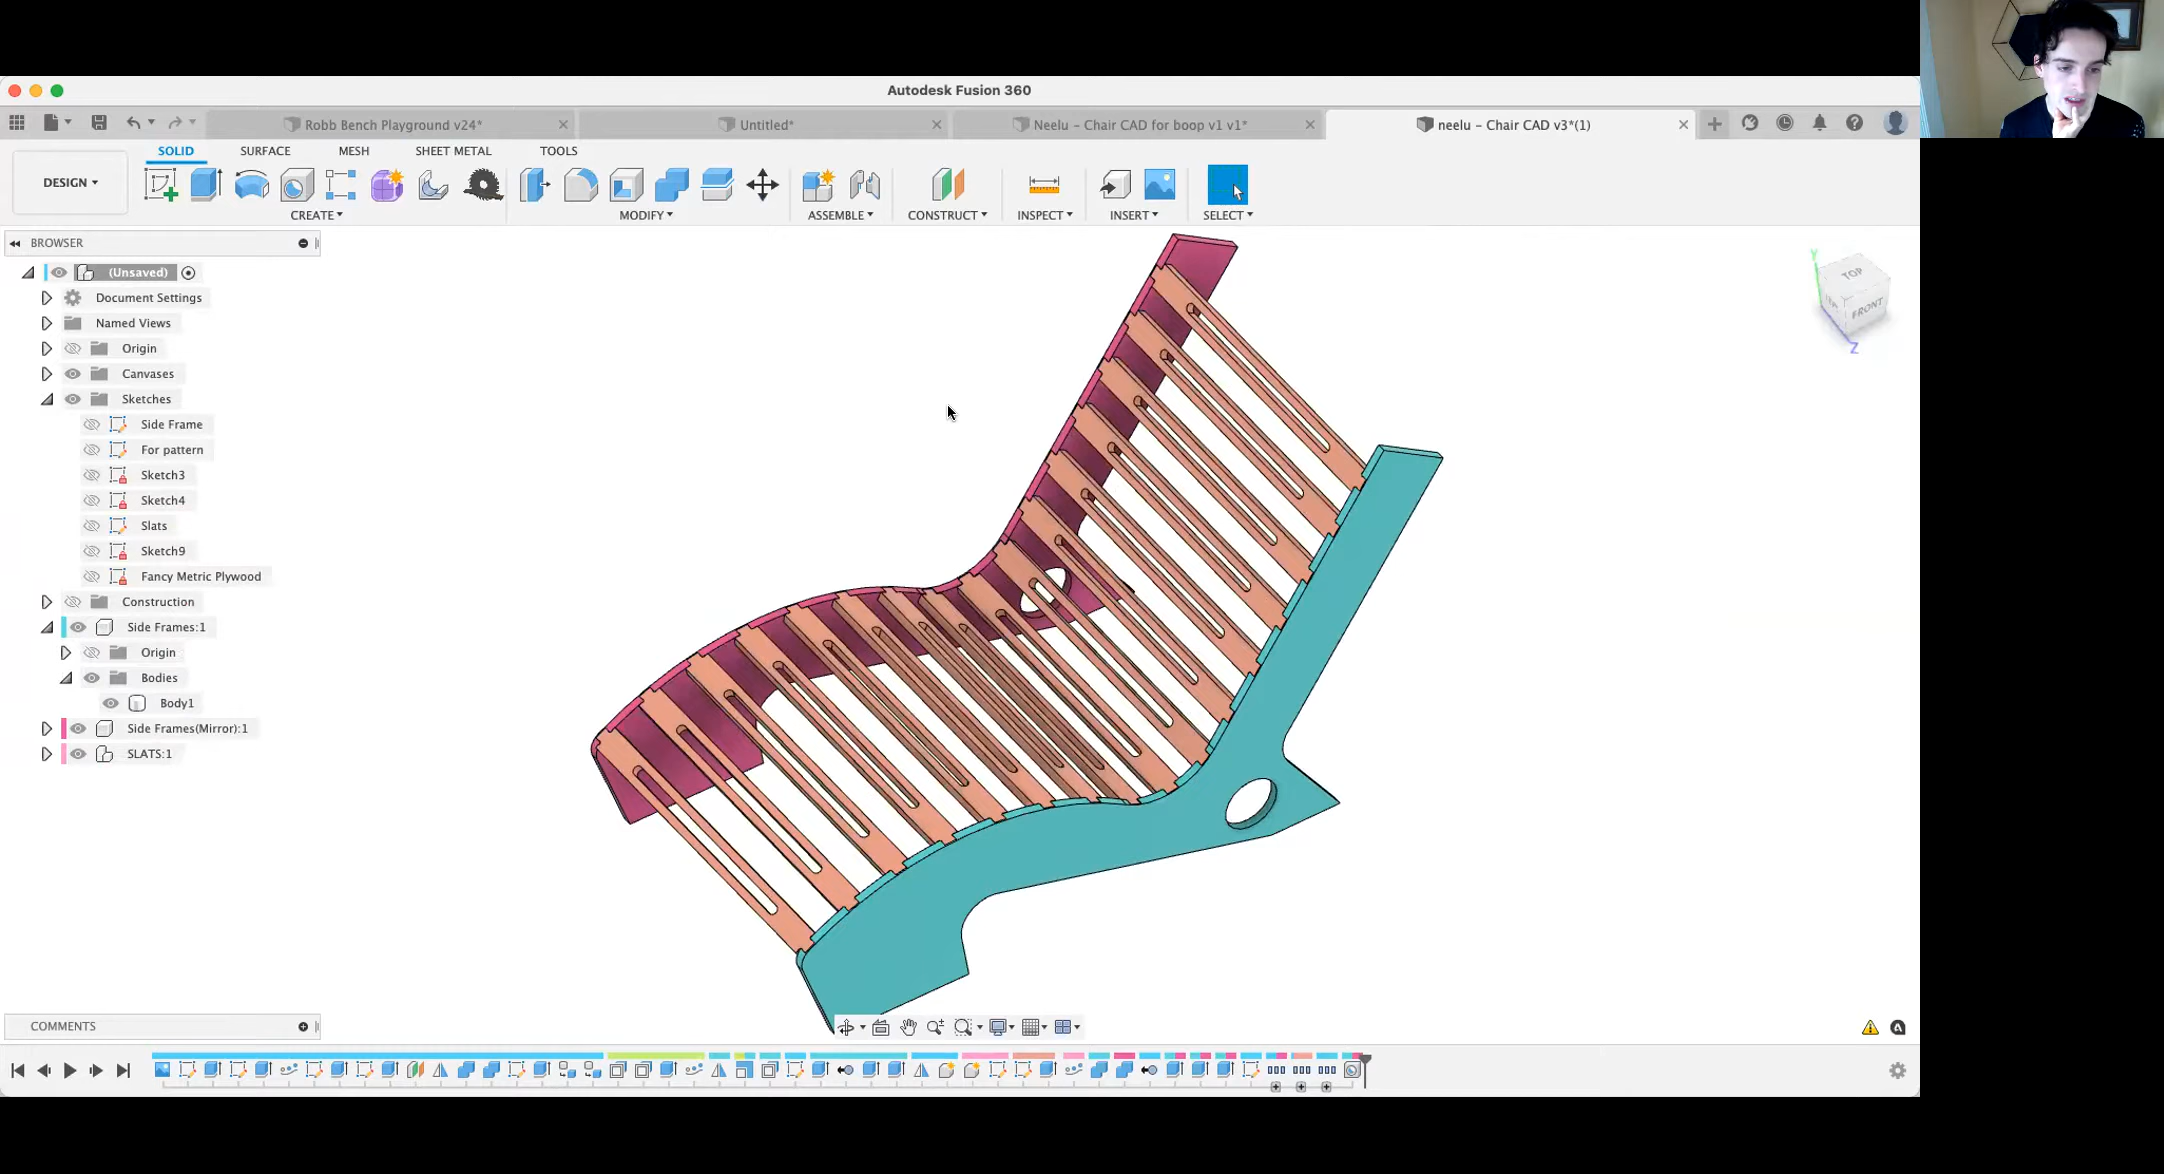 Autodesk Fusion 360
Robb Bench Playground v24*
Untitled*
Neelu - Chair CAD for boop v1 v1*
neelu - Chair CAD v3*(1)
SOLID
SURFACE
MESH
SHEET METAL
TOOLS
DESIGN
CREATE
MODIFY
ASSEMBLE
CONSTRUCT
INSPECT
INSERT
SELECT
BROWSER
(Unsaved)
Document Settings
Named Views
Origin
Canvases
Sketches
Side Frame
For pattern
Sketch3
Sketch4
Slats
Sketch9
Fancy Metric Plywood
Construction
Side Frames:1
Origin
Bodies
Body1
Side Frames(Mirror):1
SLATS:1
Y
TOP
FRONT
Z
COMMENTS